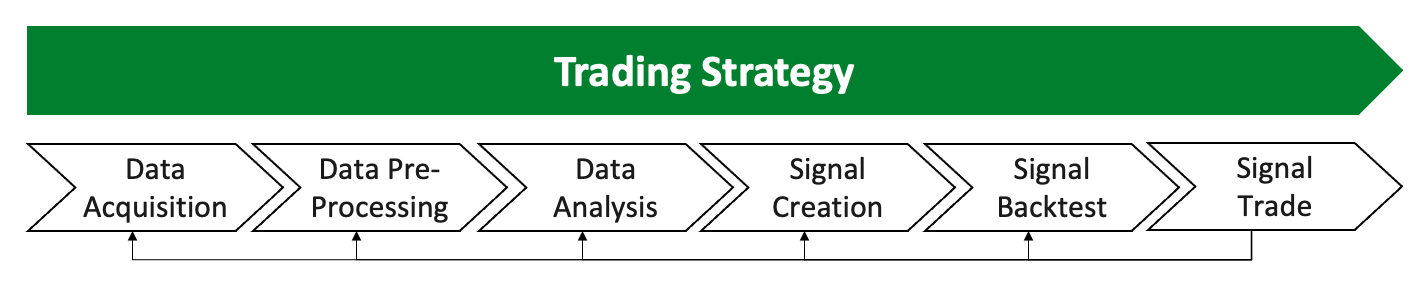 Trading Strategy
Data
Acquisition
Data Pre-
Processing
Data
Analysis
Signal
Creation
Signal
Backtest
Signal
Trade